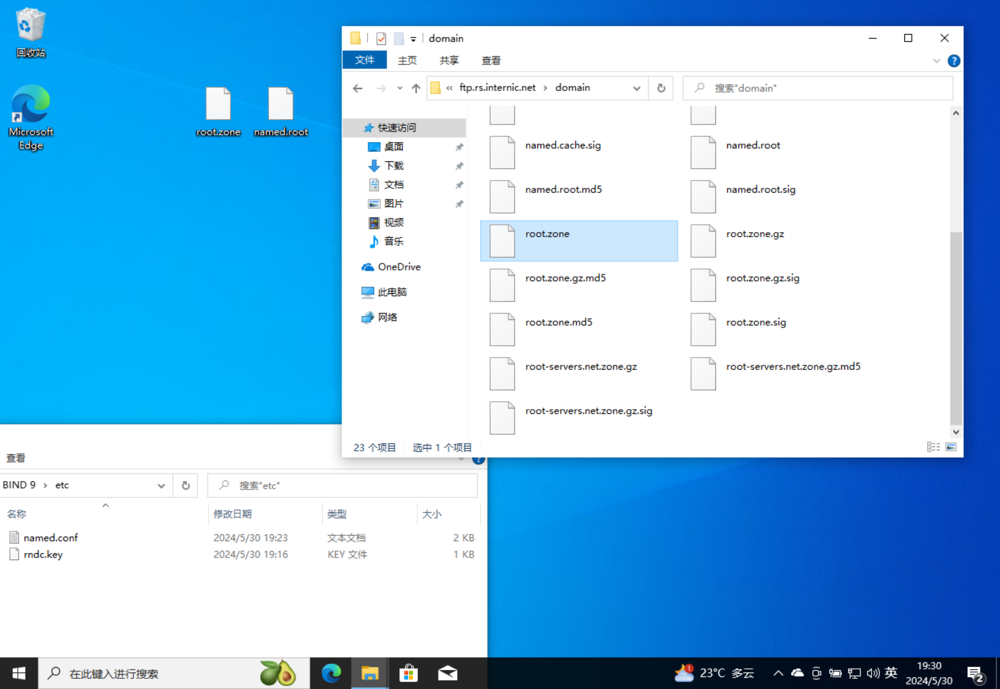 回收站
Microsoft
Edge
root.zone
named.root
domain
文件
主页
共享
查看
ftp.rs.internic.net
domain
搜索"domain"
快速访问
桌面
下载
文档
图片
视频
音乐
OneDrive
此电脑
网络
named.cache.sig
named.root
named.root.md5
named.root.sig
root.zone
root.zone.gz
root.zone.gz.md5
root.zone.gz.sig
root.zone.md5
root.zone.sig
root-servers.net.zone.gz
root-servers.net.zone.gz.md5
root-servers.net.zone.gz.sig
23 个项目
选中 1 个项目
查看
BIND 9 › etc
搜索"etc"
名称 修改日期 类型 大小
named.conf 2024/5/30 19:23 文本文档 2 KB
rndc.key 2024/5/30 19:16 KEY 文件 1 KB
在此键入进行搜索
1
23°C 多云
英
19:30
2024/5/30
2